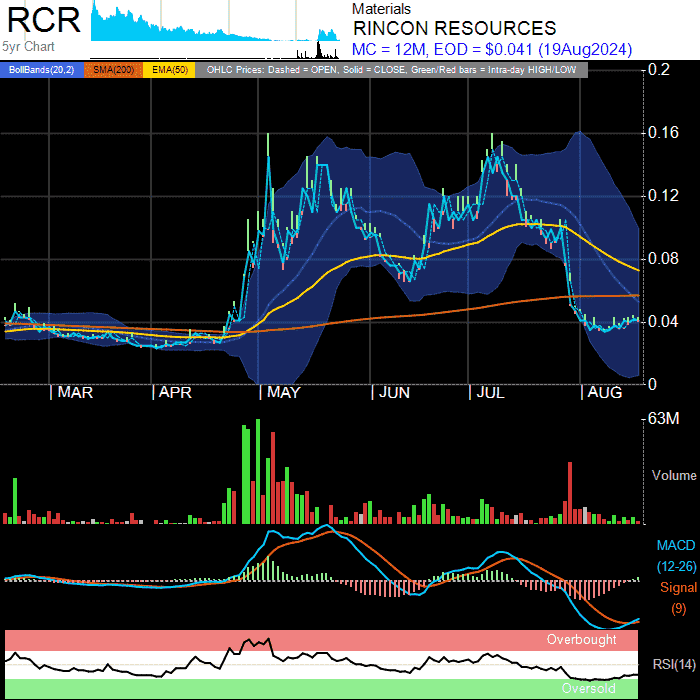 RCR
5yr Chart
Materials
RINCON RESOURCES
MC = 12M, EOD = $0.041 (19Aug2024)
BollBands(20,2) SMA(200) EMA(50) OHLC Prices: Dashed = OPEN, Solid = CLOSE, Green/Red bars = Intra-day HIGH/LOW
0.2
0.16
0.12
0.08
0.04
0
MAR APR MAY JUN JUL AUG
63M
Volume
MACD
(12-26)
Signal
(9)
Overbought
RSI(14)
Oversold